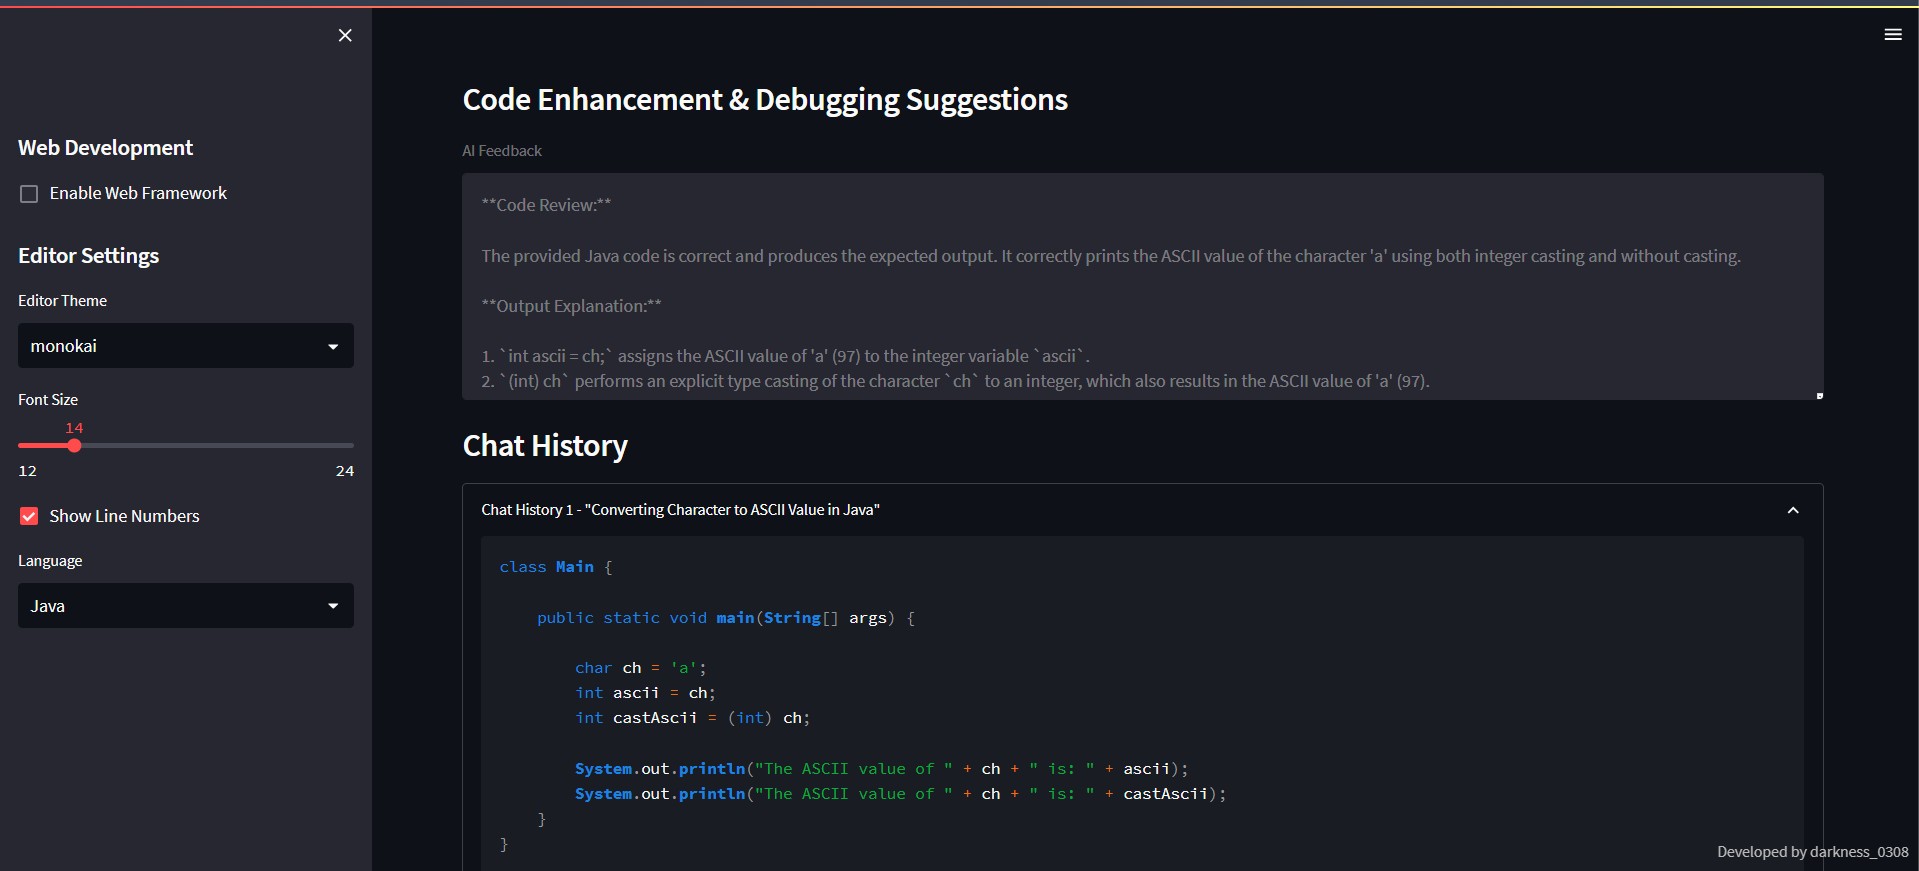 Web Development
Enable Web Framework
Editor Settings
Editor Theme
monokai
Font Size
14
12 24
Show Line Numbers
Language
Java
Code Enhancement & Debugging Suggestions
AI Feedback
**Code Review:**
The provided Java code is correct and produces the expected output. It correctly prints the ASCII value of the character 'a' using both integer casting and without casting.
**Output Explanation:**
1. `int ascii = ch;` assigns the ASCII value of 'a' (97) to the integer variable `ascii`.
2. `(int) ch` performs an explicit type casting of the character `ch` to an integer, which also results in the ASCII value of 'a' (97).
Chat History
Chat History 1 - "Converting Character to ASCII Value in Java"
class Main {
    public static void main(String[] args) {
        char ch = 'a';
        int ascii = ch;
        int castAscii = (int) ch;
        System.out.println("The ASCII value of " + ch + " is: " + ascii);
        System.out.println("The ASCII value of " + ch + " is: " + castAscii);
    }
}
Developed by darkness_0308